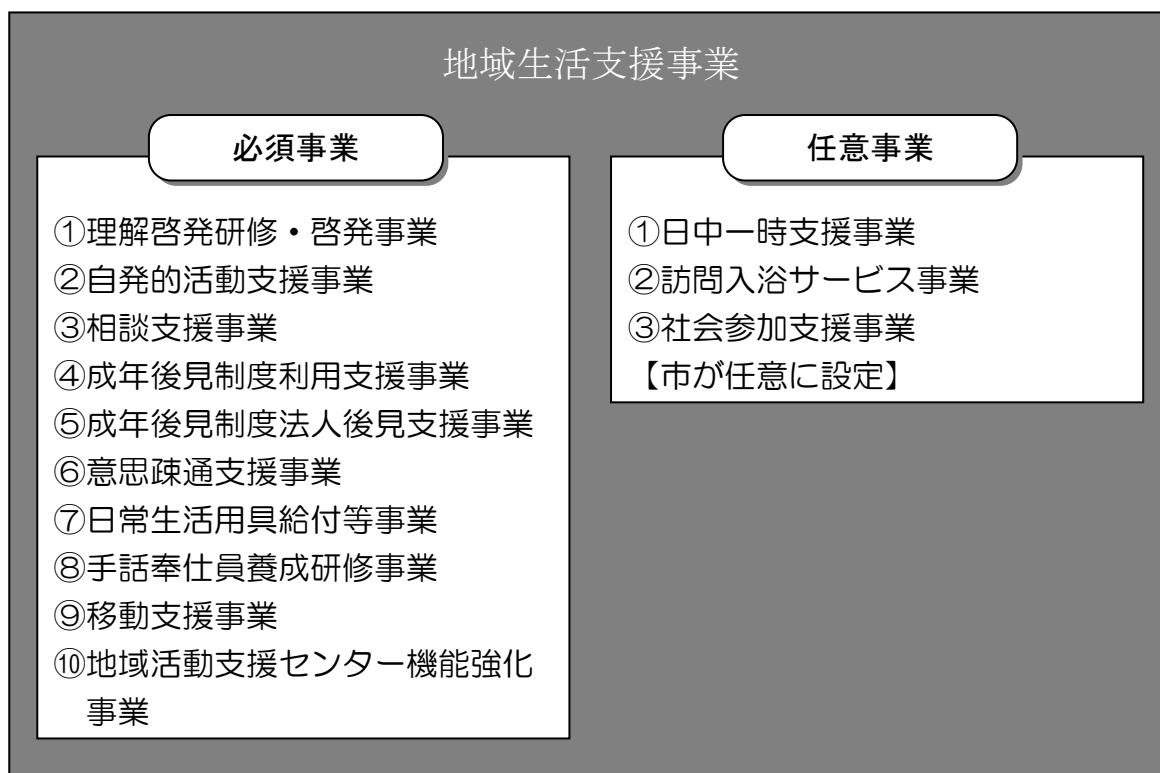 地域生活支援事業
必須事業
①理解啓発研修・啓発事業
②自発的活動支援事業
③相談支援事業
④成年後見制度利用支援事業
⑤成年後見制度法人後見支援事業
⑥意思疎通支援事業
⑦日常生活用具給付等事業
⑧手話奉仕員養成研修事業
⑨移動支援事業
⑩地域活動支援センター機能強化
事業
任意事業
①日中一時支援事業
②訪問入浴サービス事業
③社会参加支援事業
【市が任意に設定】